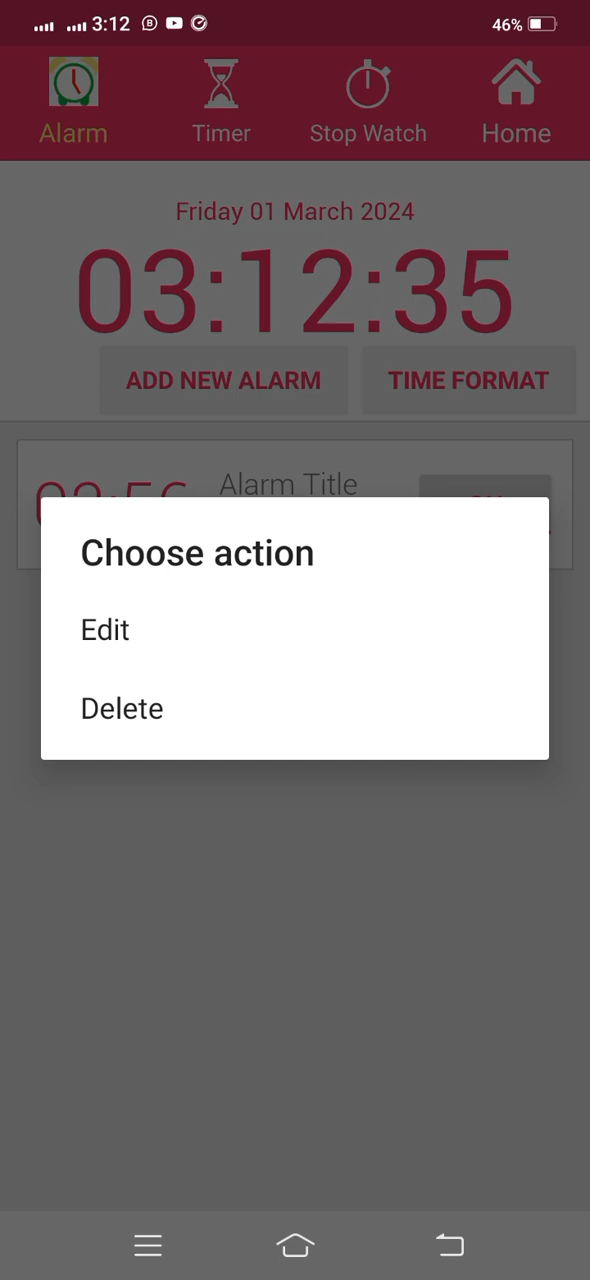 3:12
46%
Alarm Timer Stop Watch Home
Friday 01 March 2024
03:12:35
ADD NEW ALARM TIME FORMAT
Alarm Title
Choose action
Edit
Delete